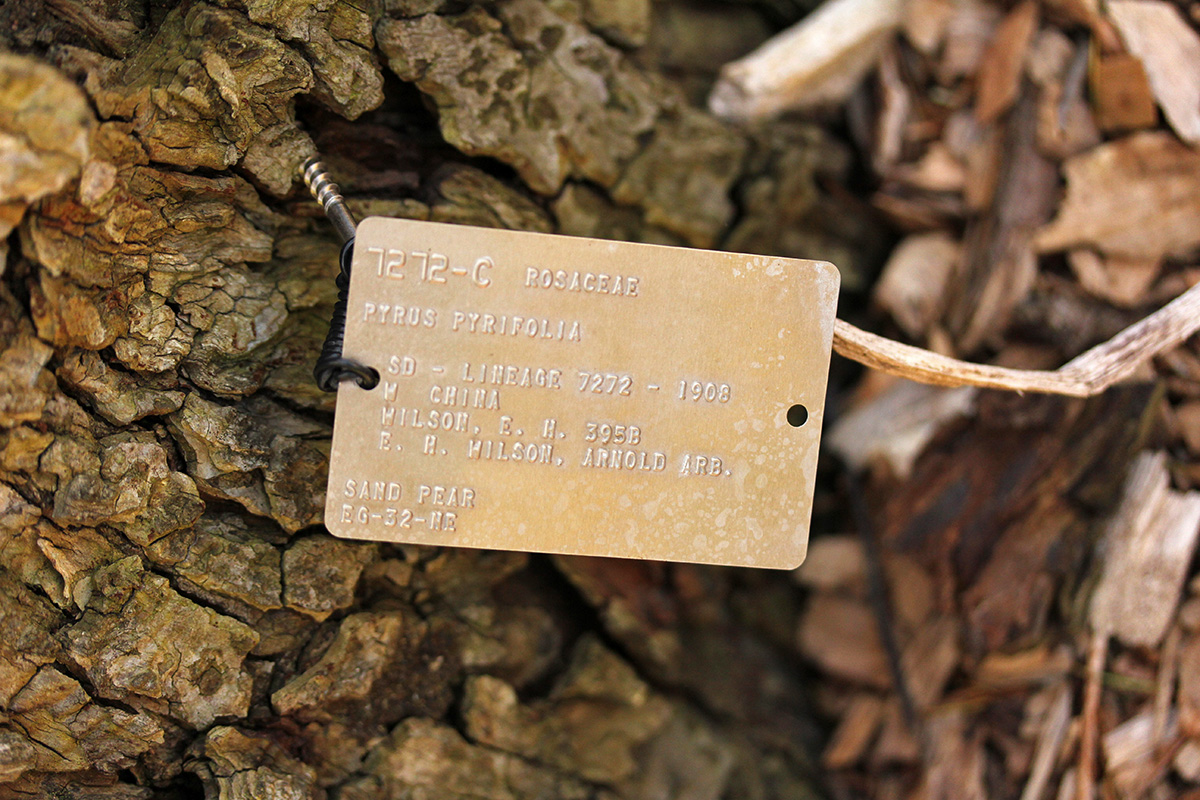 7272-C ROSACEAE
PYRUS PYRIFOLIA
SD - LINEAGE 7272 - 1908
W CHINA
WILSON, E. H. 395B
E. H. WILSON, ARNOLD ARB.
SAND PEAR
EG-32-NE